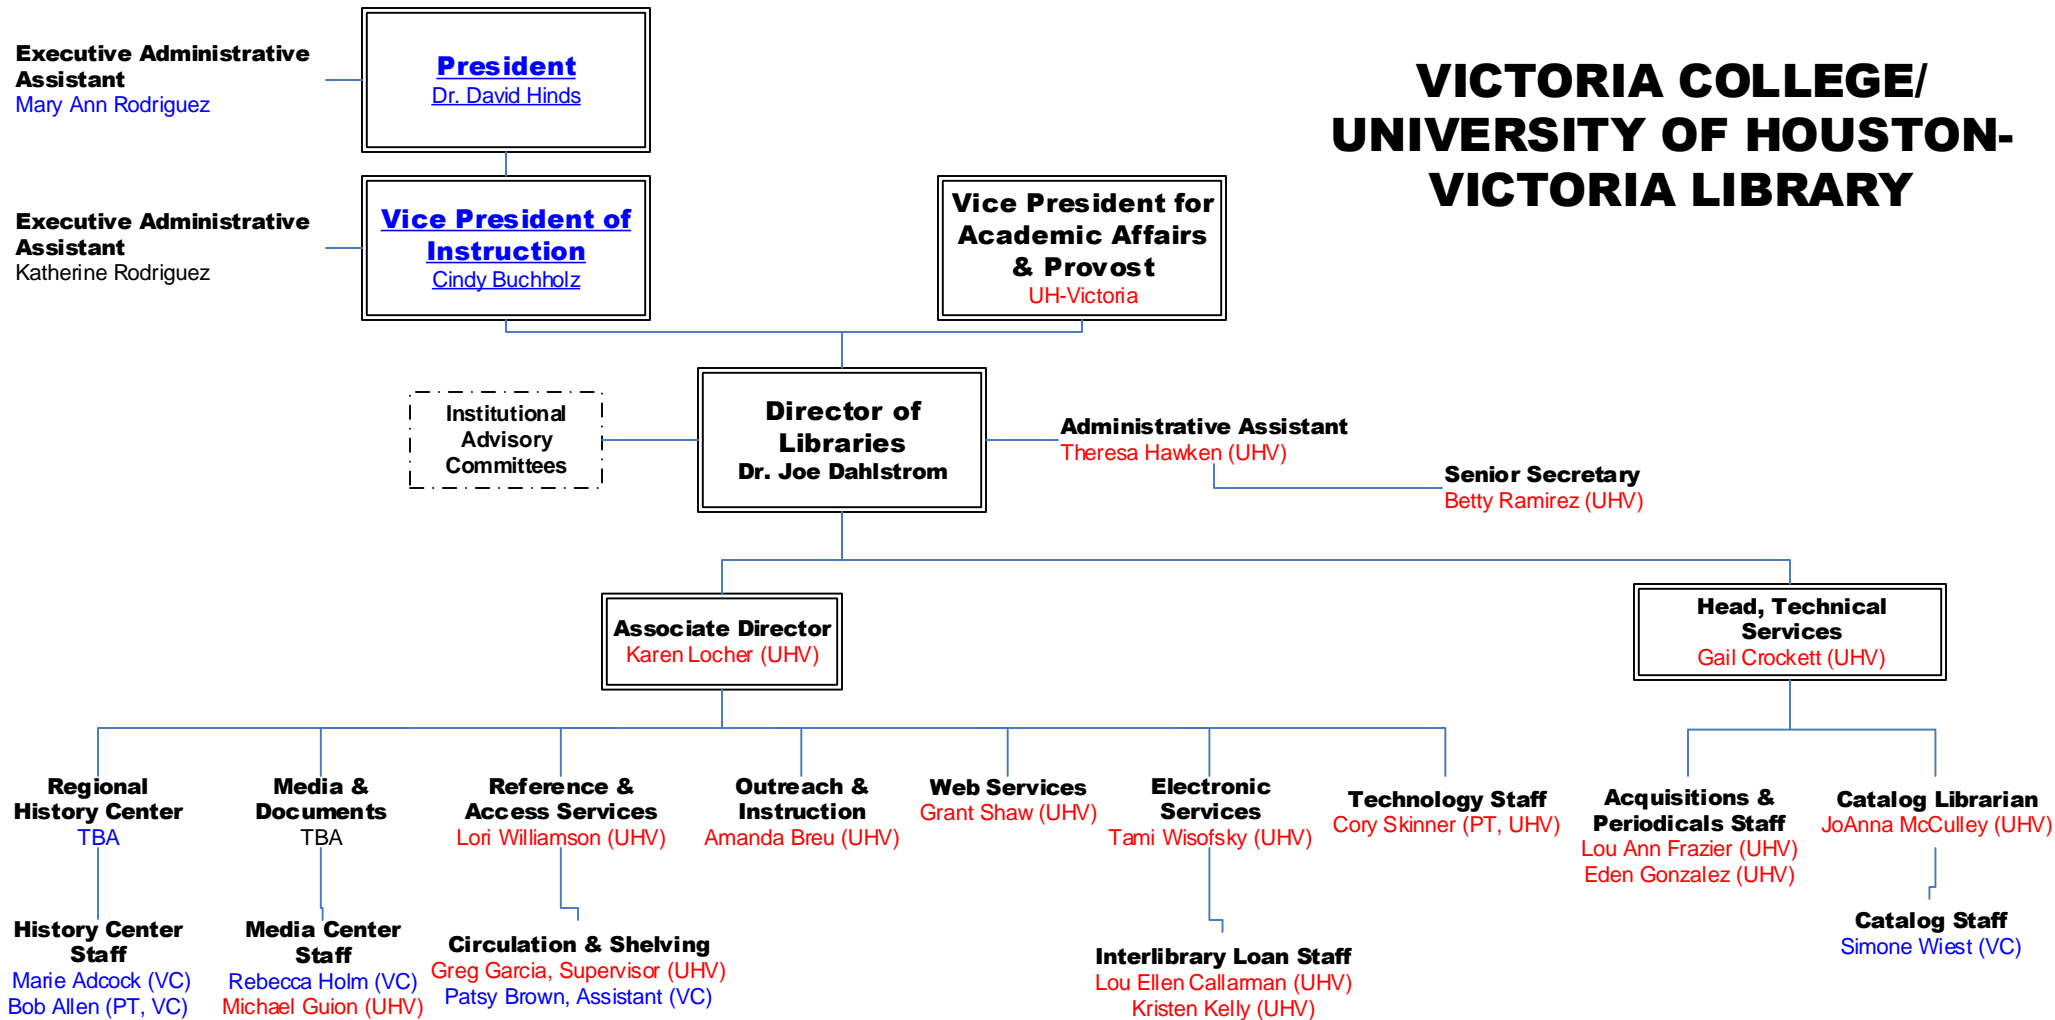 Executive Administrative
Assistant
Mary Ann Rodriguez
President
Dr. David Hinds
VICTORIA COLLEGE/
UNIVERSITY OF HOUSTON-
VICTORIA LIBRARY
Executive Administrative
Assistant
Katherine Rodriguez
Vice President of
Instruction
Cindy Buchholz
Vice President for
Academic Affairs
& Provost
UH-Victoria
Institutional
Advisory
Committees
Director of
Libraries
Dr. Joe Dahlstrom
Administrative Assistant
Theresa Hawken (UHV)
Senior Secretary
Betty Ramirez (UHV)
Associate Director
Karen Locher (UHV)
Head, Technical
Services
Gail Crockett (UHV)
Regional
History Center
TBA
Media &
Documents
TBA
Reference &
Access Services
Lori Williamson (UHV)
Outreach &
Instruction
Amanda Breu (UHV)
Web Services
Grant Shaw (UHV)
Electronic
Services
Tami Wisofsky (UHV)
Technology Staff
Cory Skinner (PT, UHV)
Acquisitions &
Periodicals Staff
Lou Ann Frazier (UHV)
Eden Gonzalez (UHV)
Catalog Librarian
JoAnna McCulley (UHV)
History Center
Staff
Marie Adcock (VC)
Bob Allen (PT, VC)
Media Center
Staff
Rebecca Holm (VC)
Michael Guion (UHV)
Circulation & Shelving
Greg Garcia, Supervisor (UHV)
Patsy Brown, Assistant (VC)
Interlibrary Loan Staff
Lou Ellen Callarman (UHV)
Kristen Kelly (UHV)
Catalog Staff
Simone Wiest (VC)